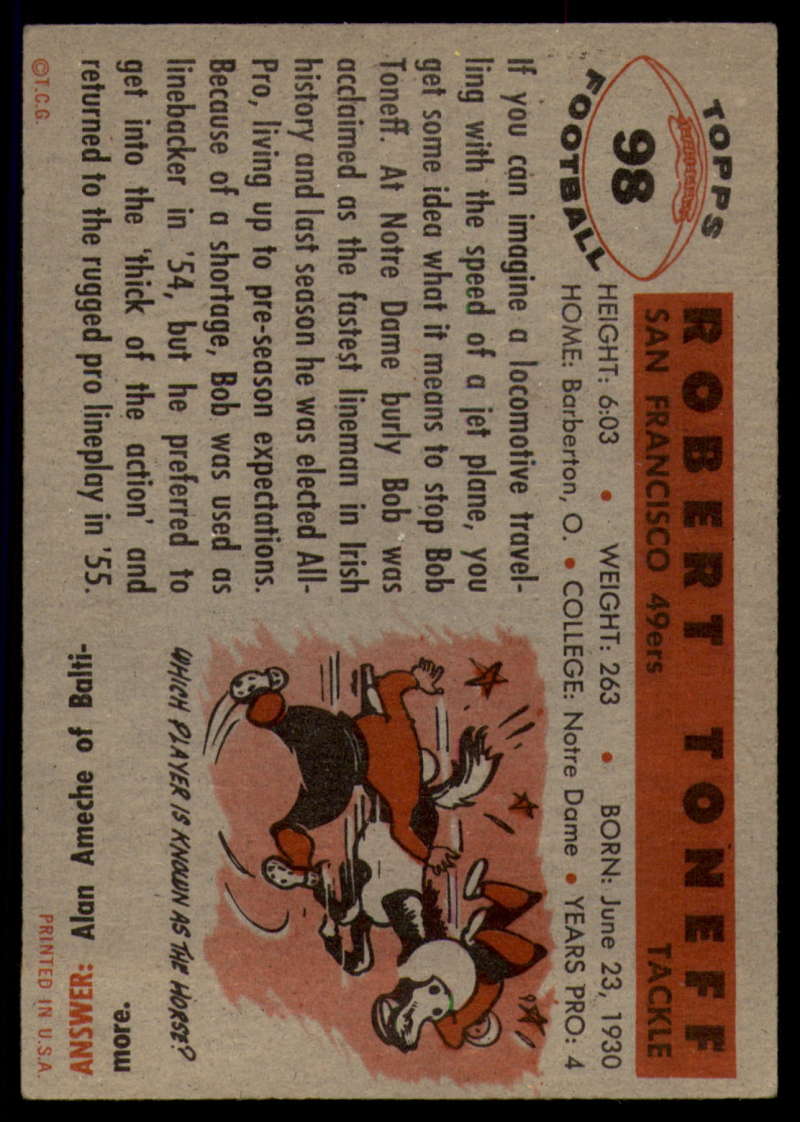 TOPPS
98
FOOTBALL
ROBERT TONEFF
SAN FRANCISCO 49ers TACKLE
HEIGHT: 6:03 • WEIGHT: 263 • BORN: June 23, 1930
HOME: Barberton, O. • COLLEGE: Notre Dame • YEARS PRO: 4
If you can imagine a locomotive travel-
ling with the speed of a jet plane, you
get some idea what it means to stop Bob
Toneff. At Notre Dame burly Bob was
acclaimed as the fastest lineman in Irish
history and last season he was elected All-
Pro, living up to pre-season expectations.
Because of a shortage, Bob was used as
linebacker in '54, but he preferred to
get into the 'thick of the action' and
returned to the rugged pro lineplay in '55.
©T.C.G.
WHICH PLAYER IS KNOWN AS THE HORSE?
ANSWER: Alan Ameche of Balti-
more.
PRINTED IN U.S.A.